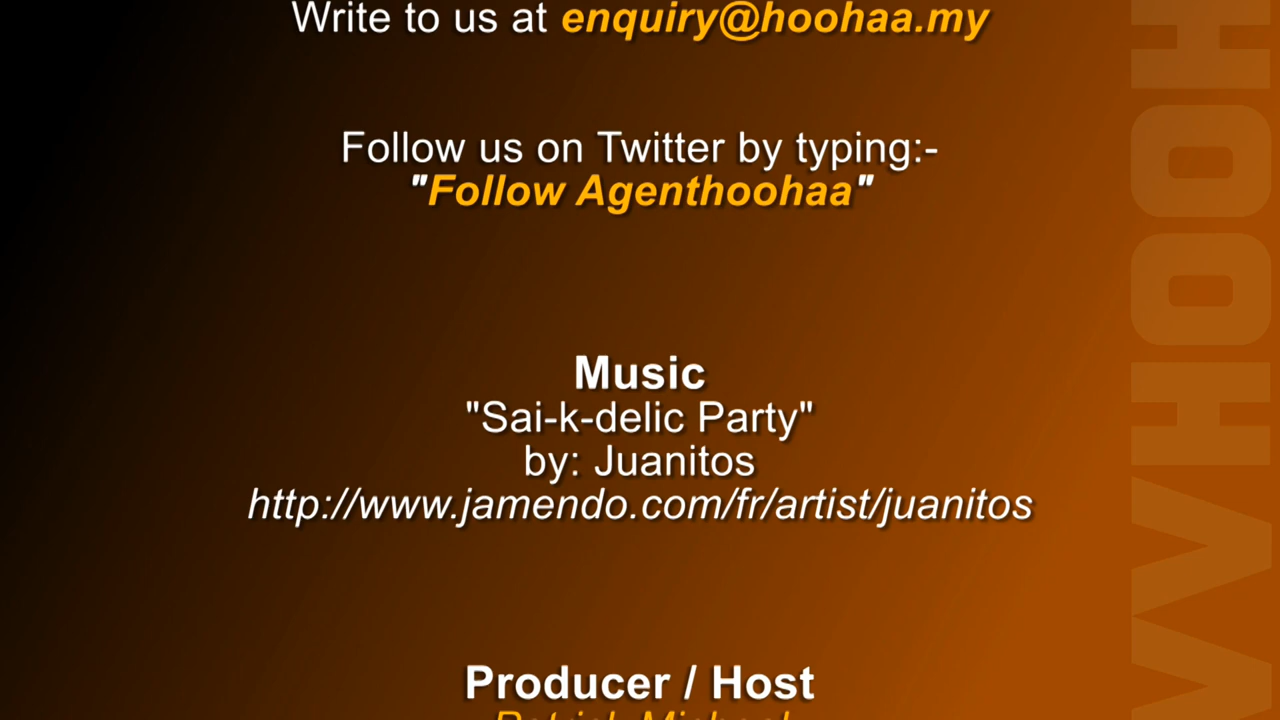 Write to us at enquiry@hoohaa.my
Follow us on Twitter by typing:-
"Follow Agenthoohaa"
Music
"Sai-k-delic Party"
by: Juanitos
http://www.jamendo.com/fr/artist/juanitos
Producer / Host
WHOOH